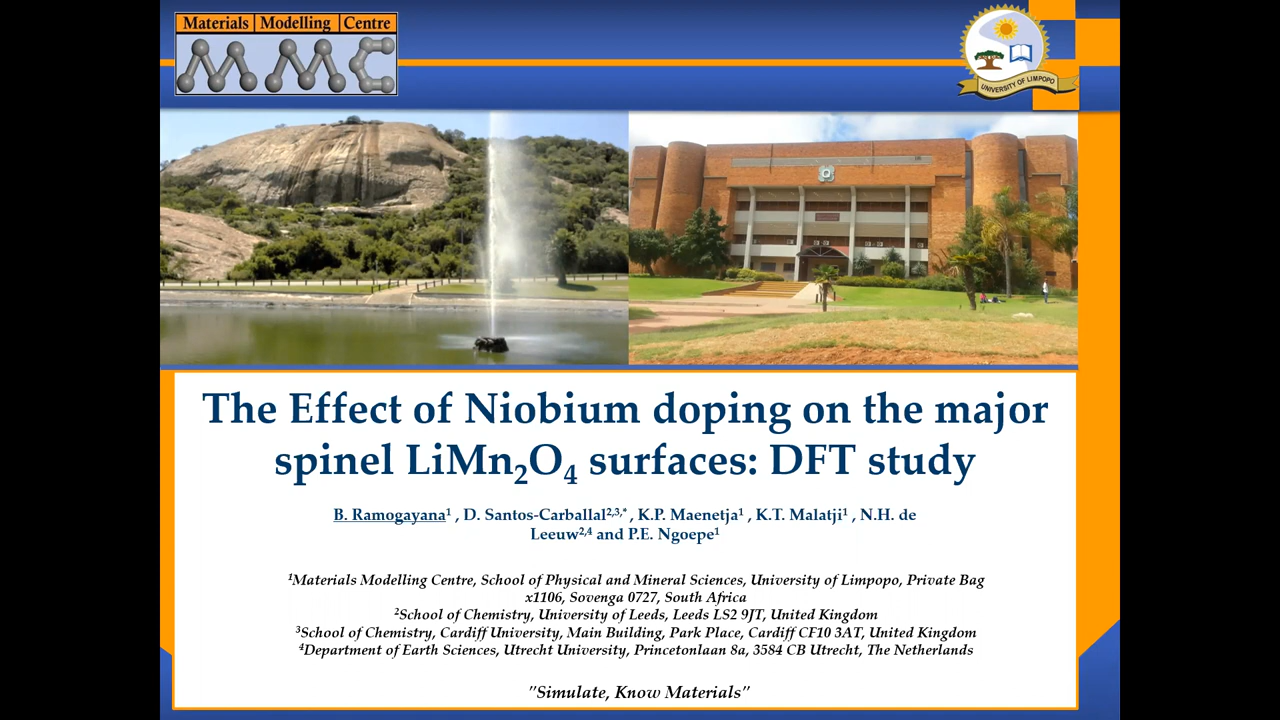 Materials | Modelling | Centre
MMC
UNIVERSITY OF LIMPOPO
The Effect of Niobium doping on the major
spinel LiMn₂O₄ surfaces: DFT study
B. Ramogayana¹ , D. Santos-Carballal²,³,* , K.P. Maenetja¹ , K.T. Malatji¹ , N.H. de
Leeuw²,⁴ and P.E. Ngoepe¹
¹Materials Modelling Centre, School of Physical and Mineral Sciences, University of Limpopo, Private Bag
x1106, Sovenga 0727, South Africa
²School of Chemistry, University of Leeds, Leeds LS2 9JT, United Kingdom
³School of Chemistry, Cardiff University, Main Building, Park Place, Cardiff CF10 3AT, United Kingdom
⁴Department of Earth Sciences, Utrecht University, Princetonlaan 8a, 3584 CB Utrecht, The Netherlands
"Simulate, Know Materials"